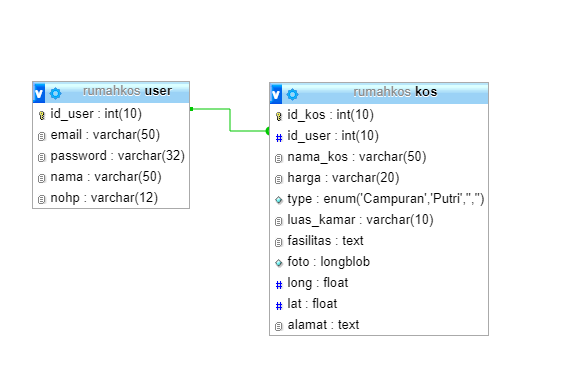 rumahkos user
id_user : int(10)
email : varchar(50)
password : varchar(32)
nama : varchar(50)
nohp : varchar(12)
rumahkos kos
id_kos : int(10)
id_user : int(10)
nama_kos : varchar(50)
harga : varchar(20)
type : enum('Campuran','Putri','','')
luas_kamar : varchar(10)
fasilitas : text
foto : longblob
long : float
lat : float
alamat : text